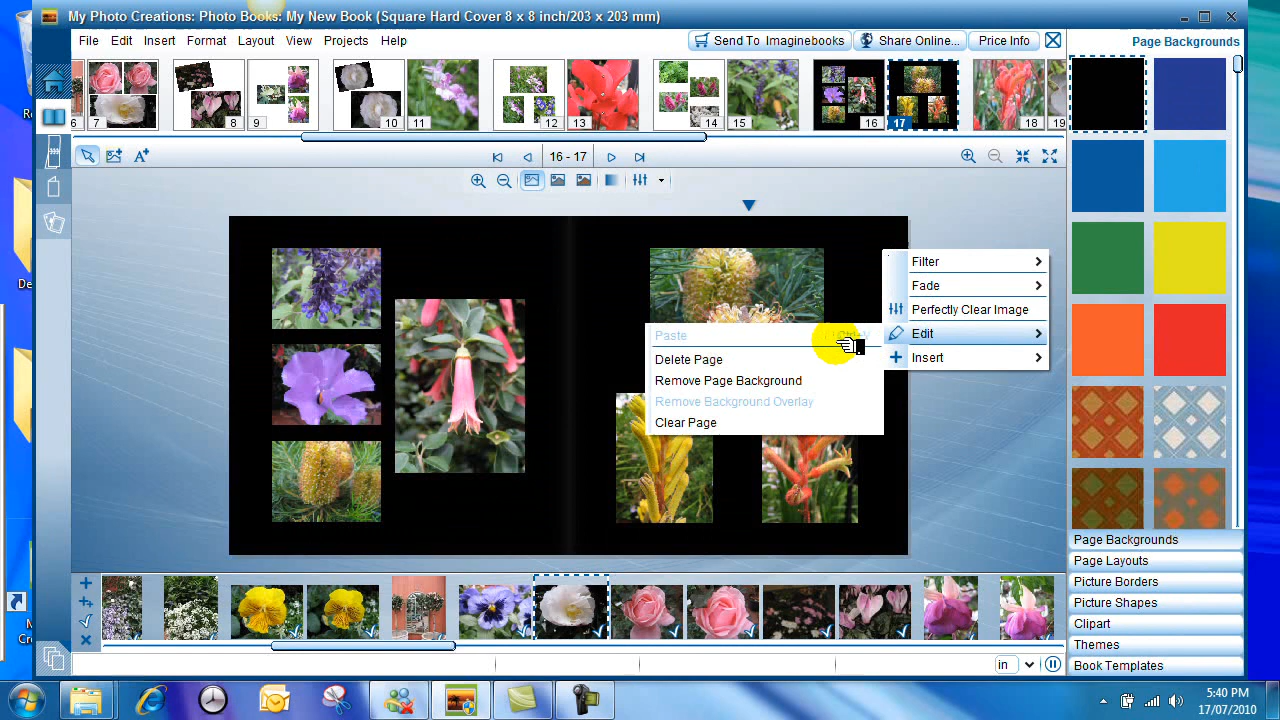 My Photo Creations: Photo Books: My New Book (Square Hard Cover 8 x 8 inch/203 x 203 mm)
File Edit Insert Format Layout View Projects Help
Send To Imaginebooks
Share Online...
Price Info
Page Backgrounds
6 7 8 9 10 11 12 13 14 15 16 17 18 19
16 - 17
Filter
Fade
Perfectly Clear Image
Edit
Insert
Paste
Delete Page
Remove Page Background
Remove Background Overlay
Clear Page
Page Backgrounds
Page Layouts
Picture Borders
Picture Shapes
Clipart
Themes
Book Templates
in
5:40 PM
17/07/2010